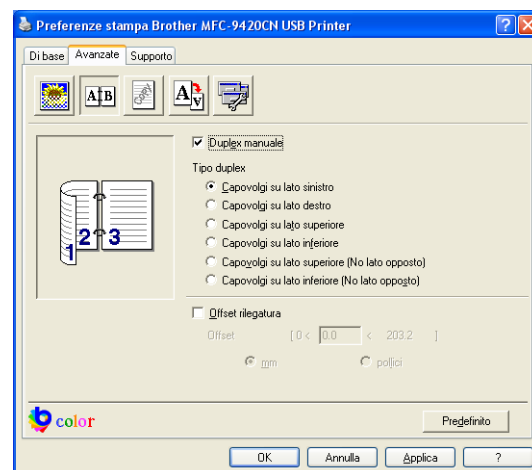 Preferenze stampa Brother MFC-9420CN USB Printer
Di base Avanzate Supporto
A B
A
1 2 3
Duplex manuale
Tipo duplex
Capovolgi su lato sinistro
Capovolgi su lato destro
Capovolgi su lato superiore
Capovolgi su lato inferiore
Capovolgi su lato superiore (No lato opposto)
Capovolgi su lato inferiore (No lato opposto)
Offset rilegatura
Offset [ 0 < 0.0 < 203.2 ]
mm pollici
color
Predefinito
OK Annulla Applica ?